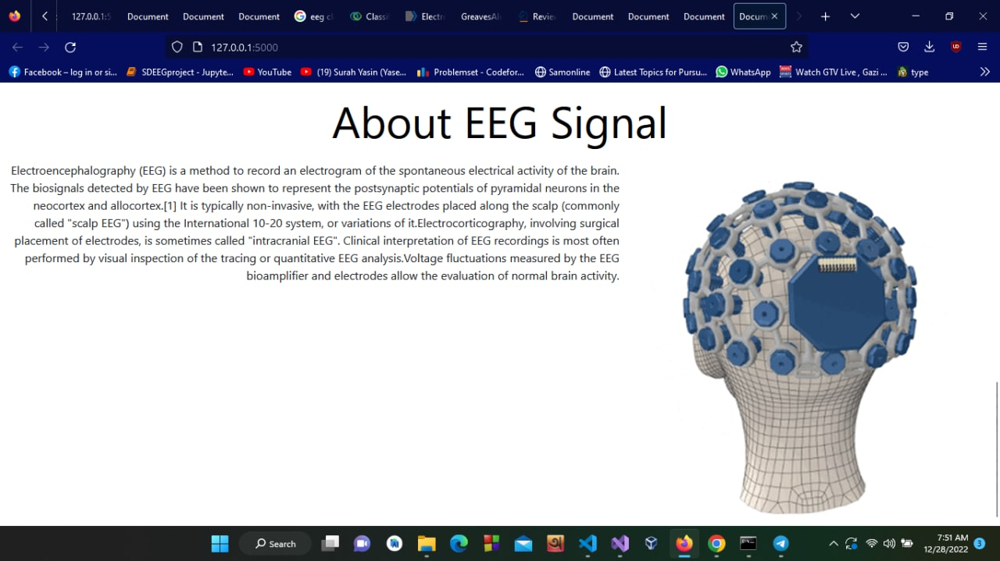 127.0.0.1:5
Document
Document
Document
eeg cl
Classi
Electr
GreavesAl
Review
Document
Document
Document
Docum
127.0.0.1:5000
Facebook – log in or si...
SDEEGproject - Jupyte...
YouTube
(19) Surah Yasin (Yase...
Problemset - Codefor...
Samonline
Latest Topics for Pursu...
WhatsApp
Watch GTV Live , Gazi ...
type
About EEG Signal
Electroencephalography (EEG) is a method to record an electrogram of the spontaneous electrical activity of the brain.
The biosignals detected by EEG have been shown to represent the postsynaptic potentials of pyramidal neurons in the
neocortex and allocortex.[1] It is typically non-invasive, with the EEG electrodes placed along the scalp (commonly
called "scalp EEG") using the International 10-20 system, or variations of it.Electrocorticography, involving surgical
placement of electrodes, is sometimes called "intracranial EEG". Clinical interpretation of EEG recordings is most often
performed by visual inspection of the tracing or quantitative EEG analysis.Voltage fluctuations measured by the EEG
bioamplifier and electrodes allow the evaluation of normal brain activity.
Search
7:51 AM
12/28/2022
3